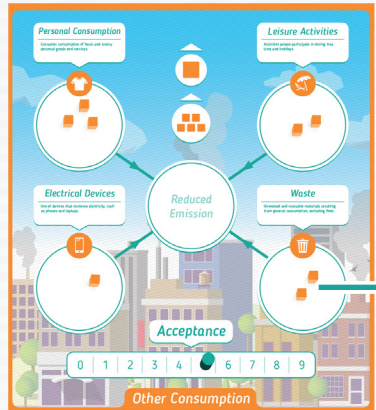 Personal Consumption
Consumer consumption of basic and luxury
personal goods and services.
Leisure Activities
Activities people participate in during free
time and holidays.
Electrical Devices
Use of devices that consume electricity, such
as phones and laptops.
Reduced
Emission
Waste
Unwanted and unusable materials resulting
from general consumption, including food.
Acceptance
0 1 2 3 4 6 7 8 9
Other Consumption